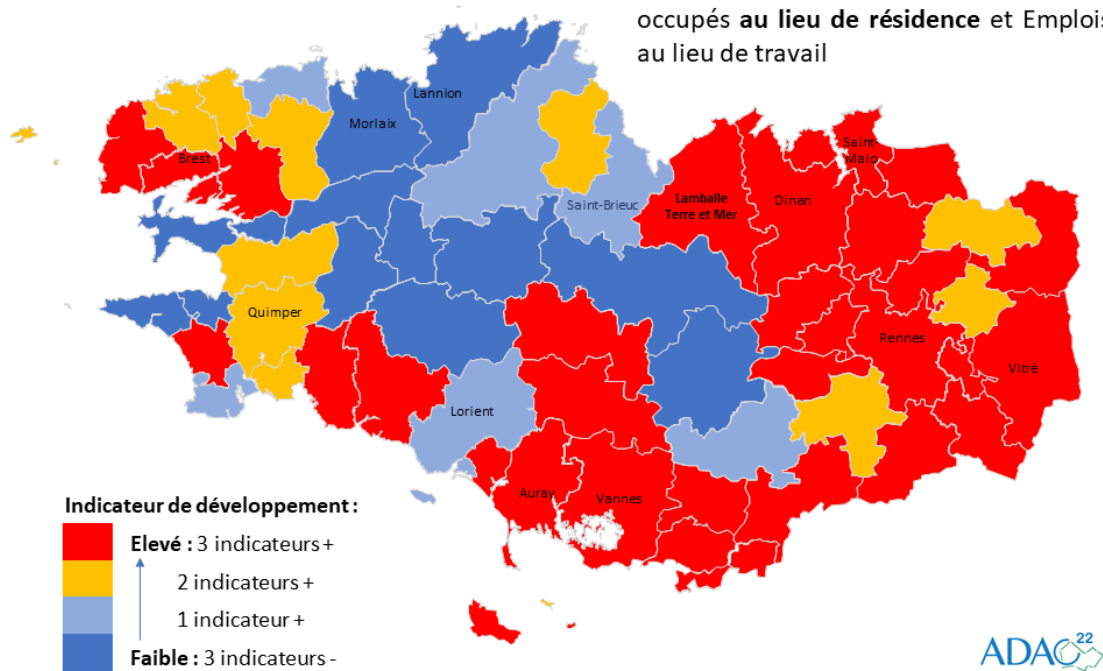 occupés au lieu de résidence et Emplois
au lieu de travail
Lannion
Morlaix
Brest
Saint-
Malo
Saint-Brieuc
Lamballe
Terre et Mer
Dinan
Quimper
Rennes
Vitré
Lorient
Auray
Vannes
Indicateur de développement :
Elevé : 3 indicateurs +
2 indicateurs +
1 indicateur +
Faible : 3 indicateurs -
ADAC 22